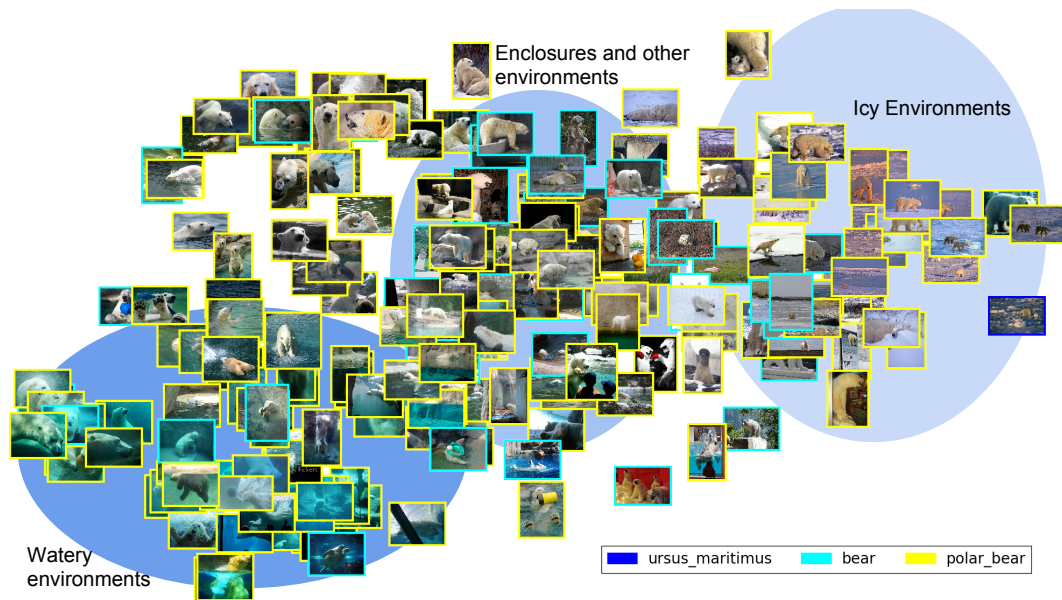 Enclosures and other
environments
Icy Environments
Watery
environments
ursus_maritimus
bear
polar_bear